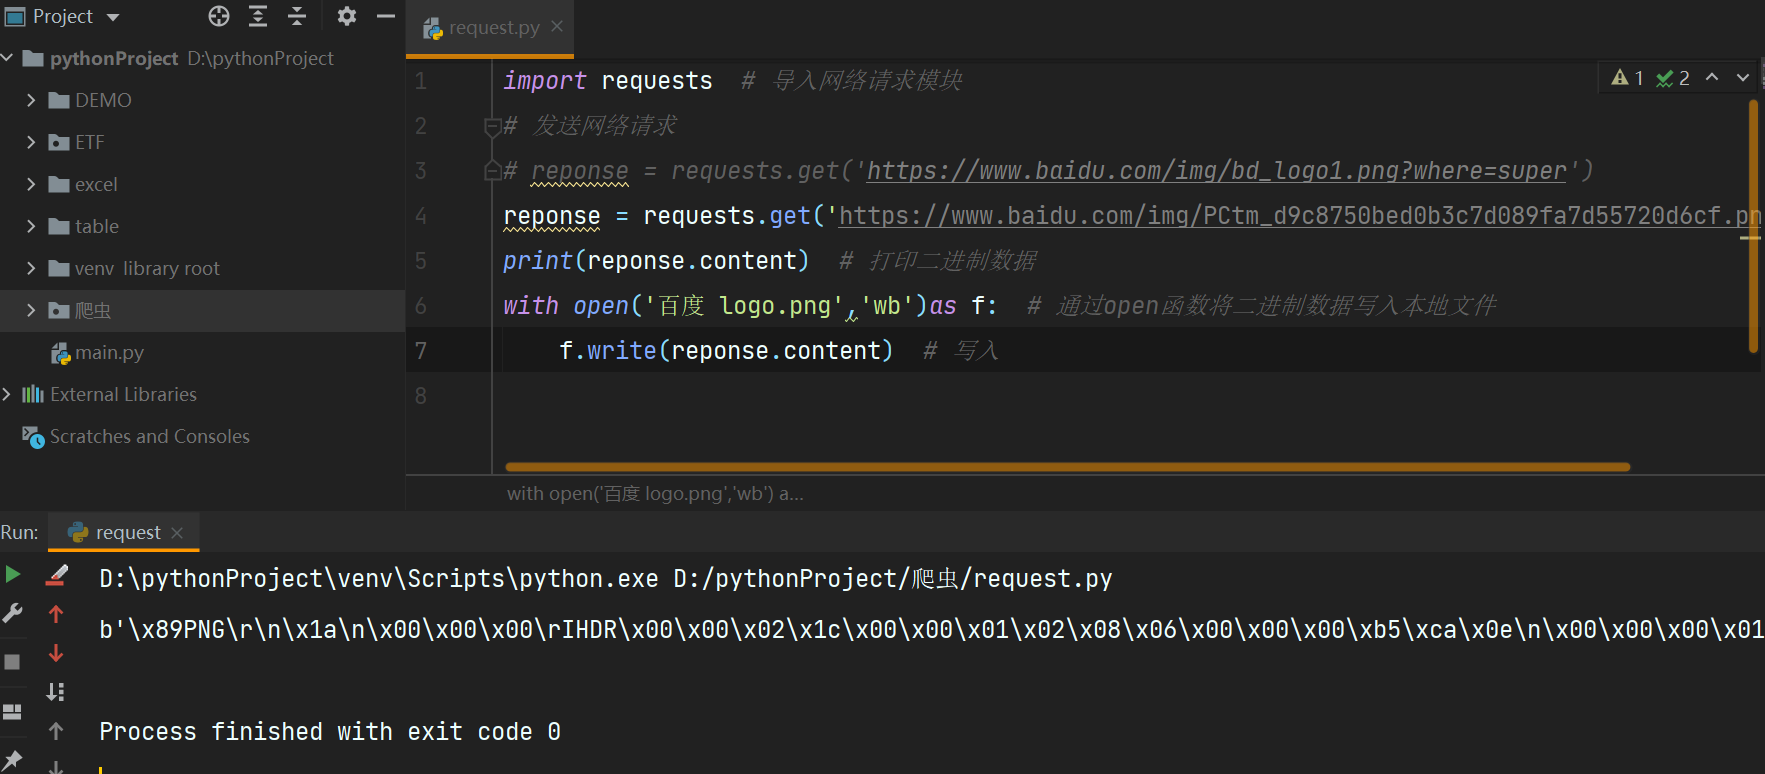 Project
request.py
pythonProject D:\pythonProject
DEMO
ETF
excel
table
venv library root
爬虫
main.py
External Libraries
Scratches and Consoles
1 import requests # 导入网络请求模块
2 # 发送网络请求
3 # reponse = requests.get('https://www.baidu.com/img/bd_logo1.png?where=super')
4 reponse = requests.get('https://www.baidu.com/img/PCtm_d9c8750bed0b3c7d089fa7d55720d6cf.pn
5 print(reponse.content) # 打印二进制数据
6 with open('百度 logo.png','wb')as f: # 通过open函数将二进制数据写入本地文件
7 f.write(reponse.content) # 写入
8
1 2
with open('百度 logo.png','wb') a...
Run: request
D:\pythonProject\venv\Scripts\python.exe D:/pythonProject/爬虫/request.py
b'\x89PNG\r\n\x1a\n\x00\x00\x00\rIHDR\x00\x00\x02\x1c\x00\x00\x01\x02\x08\x06\x00\x00\x00\xb5\xca\x0e\n\x00\x00\x00\x01
Process finished with exit code 0